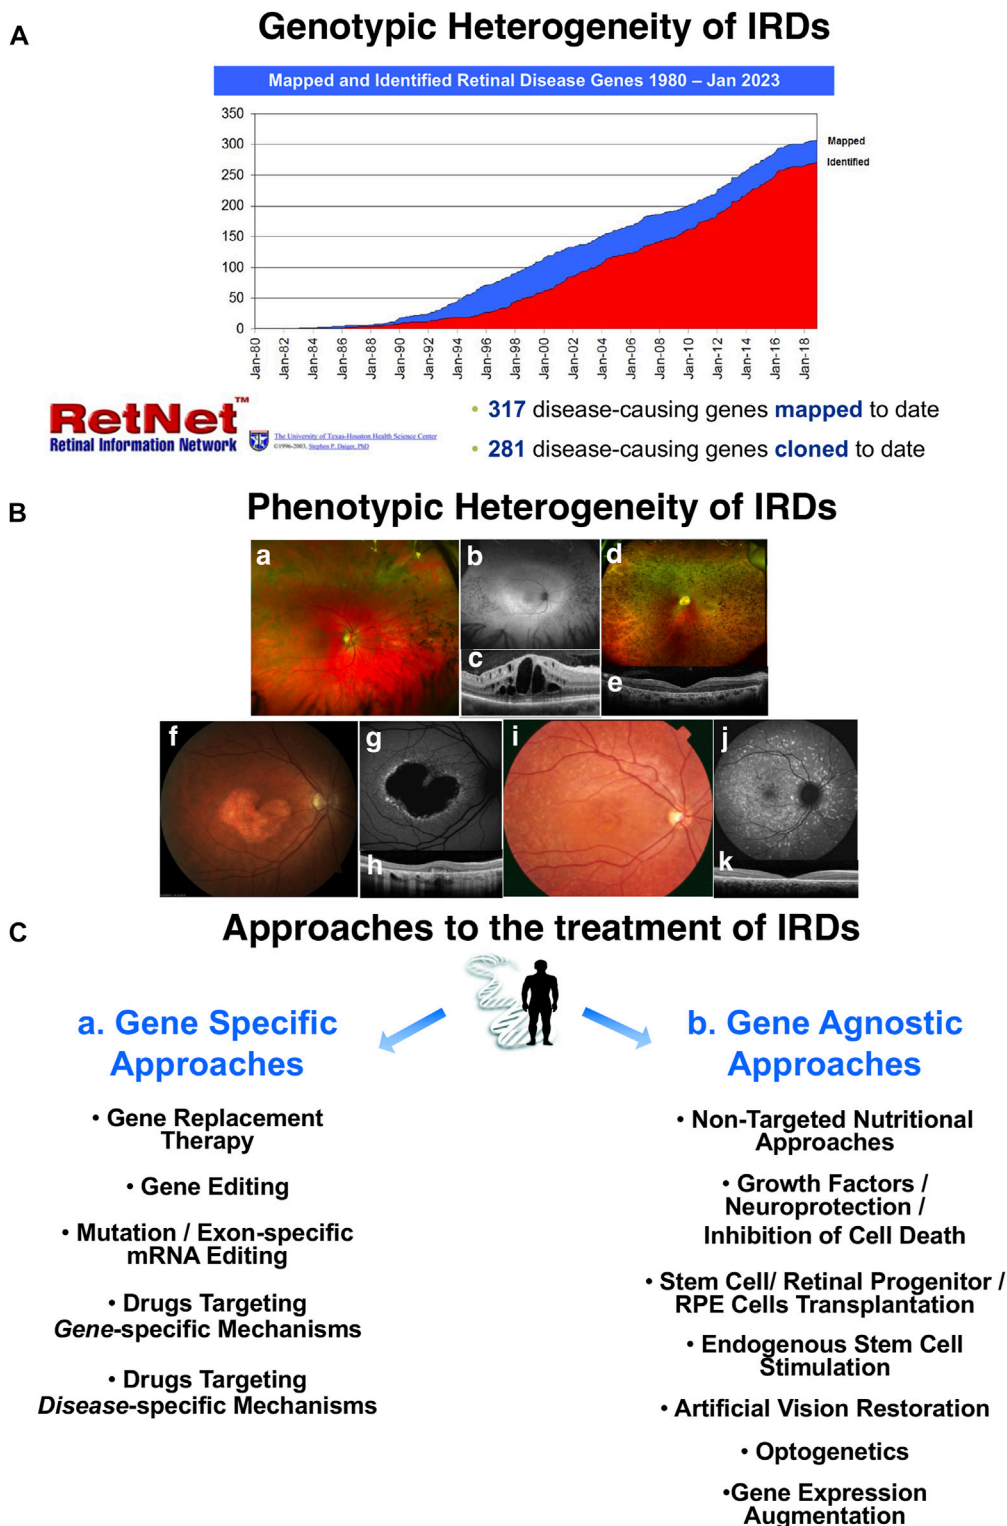 A
Genotypic Heterogeneity of IRDs
Mapped and Identified Retinal Disease Genes 1980 – Jan 2023
350
300
250
200
150
100
50
0
Mapped
Identified
Jan-80
Jan-82
Jan-84
Jan-86
Jan-88
Jan-90
Jan-92
Jan-94
Jan-96
Jan-98
Jan-00
Jan-02
Jan-04
Jan-06
Jan-08
Jan-10
Jan-12
Jan-14
Jan-16
Jan-18
RetNet™
Retinal Information Network
The University of Texas-Houston Health Science Center
©1996-2003, Stephen P. Daiger, PhD
• 317 disease-causing genes mapped to date
• 281 disease-causing genes cloned to date
B
Phenotypic Heterogeneity of IRDs
a
b
c
d
e
f
g
h
i
j
k
C
Approaches to the treatment of IRDs
a. Gene Specific
Approaches
• Gene Replacement
Therapy
• Gene Editing
• Mutation / Exon-specific
mRNA Editing
• Drugs Targeting
Gene-specific Mechanisms
• Drugs Targeting
Disease-specific Mechanisms
b. Gene Agnostic
Approaches
• Non-Targeted Nutritional
Approaches
• Growth Factors /
Neuroprotection /
Inhibition of Cell Death
• Stem Cell/ Retinal Progenitor /
RPE Cells Transplantation
• Endogenous Stem Cell
Stimulation
• Artificial Vision Restoration
• Optogenetics
•Gene Expression
Augmentation